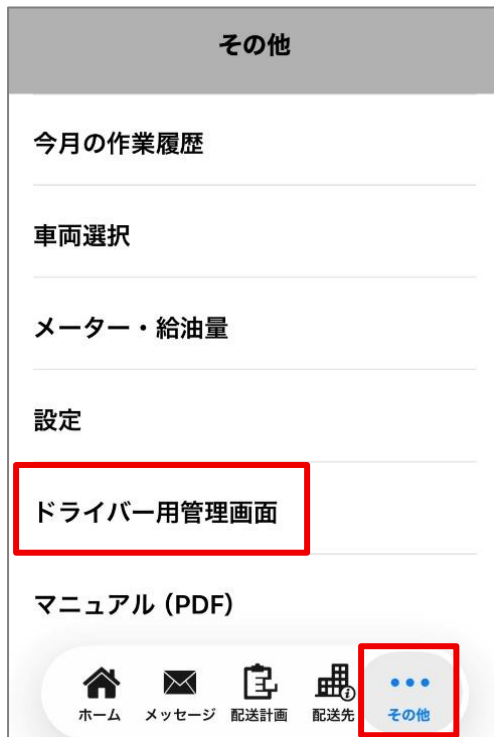 その他
今月の作業履歴
車両選択
メーター・給油量
設定
ドライバー用管理画面
マニュアル（PDF）
ホーム メッセージ 配送計画 配送先 その他